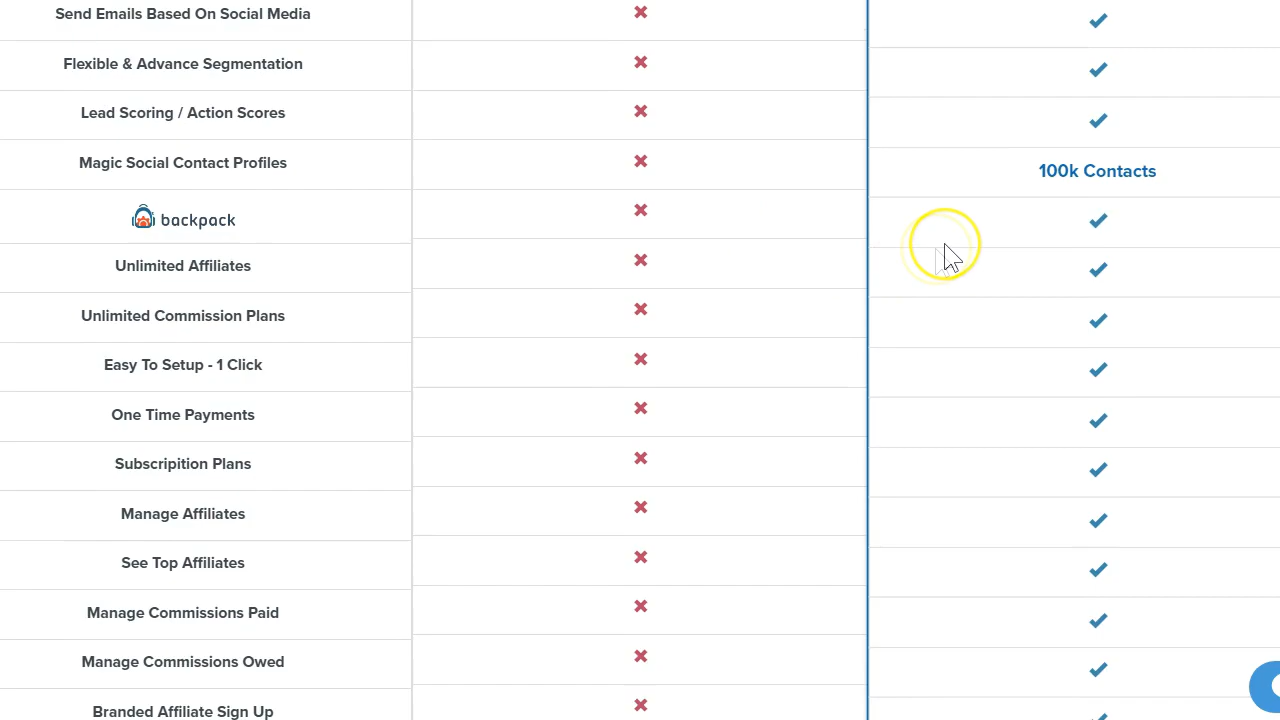 Send Emails Based On Social Media
Flexible & Advance Segmentation
Lead Scoring / Action Scores
Magic Social Contact Profiles
100k Contacts
backpack
Unlimited Affiliates
Unlimited Commission Plans
Easy To Setup - 1 Click
One Time Payments
Subscripition Plans
Manage Affiliates
See Top Affiliates
Manage Commissions Paid
Manage Commissions Owed
Branded Affiliate Sign Up